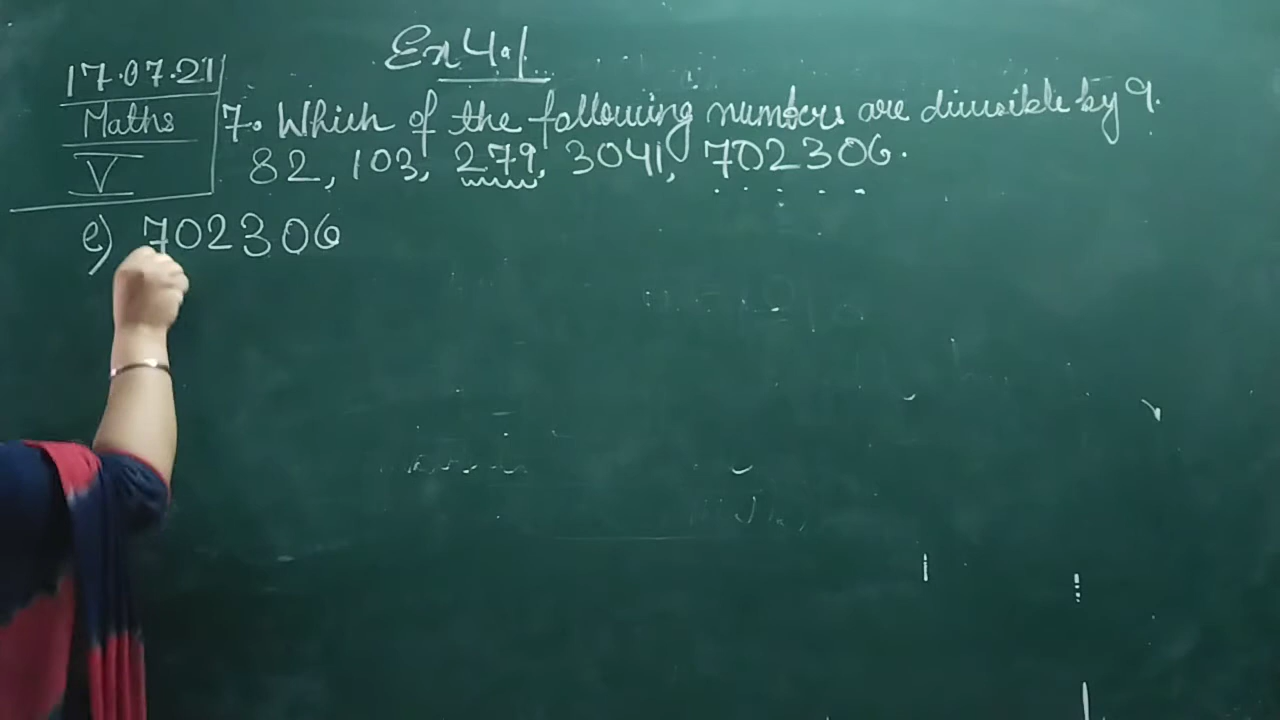 Ex 4.1
17.07.21
Maths
V
7. Which of the following numbers are divisible by 9.
82, 103, 279, 3041, 702306.
e) 702306